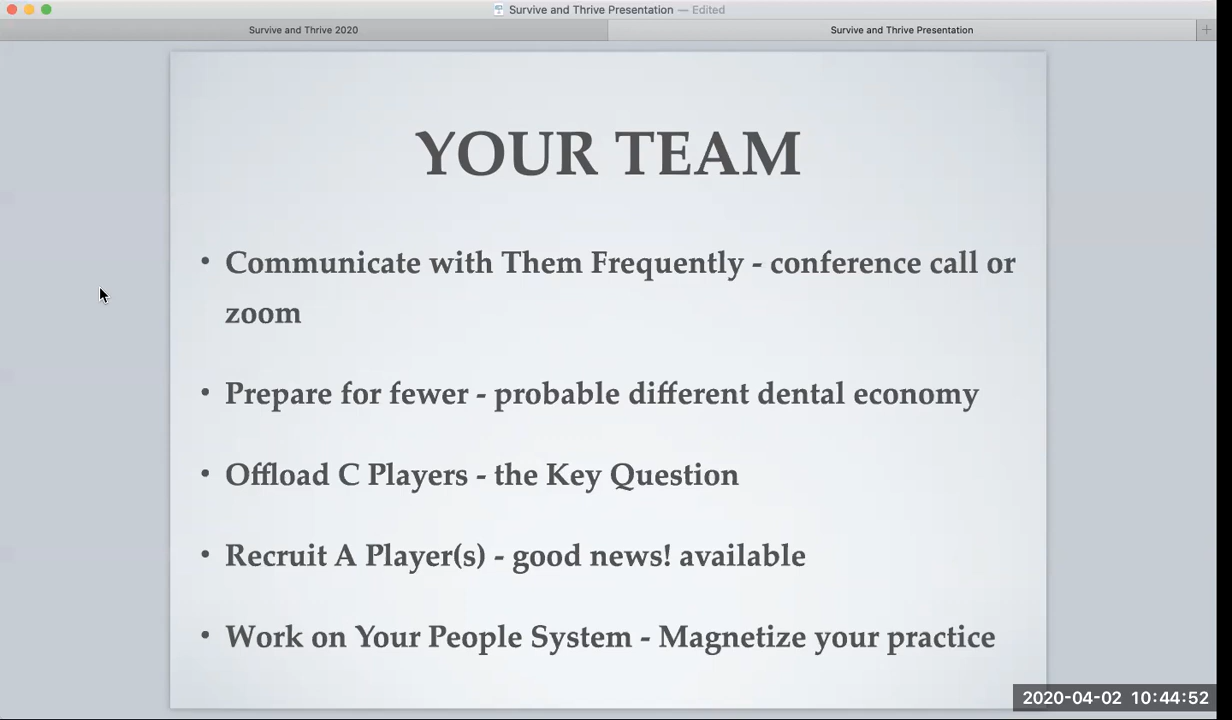 Survive and Thrive Presentation — Edited
Survive and Thrive 2020
Survive and Thrive Presentation
YOUR TEAM
• Communicate with Them Frequently - conference call or
zoom
• Prepare for fewer - probable different dental economy
• Offload C Players - the Key Question
• Recruit A Player(s) - good news! available
• Work on Your People System - Magnetize your practice
2020-04-02 10:44:52